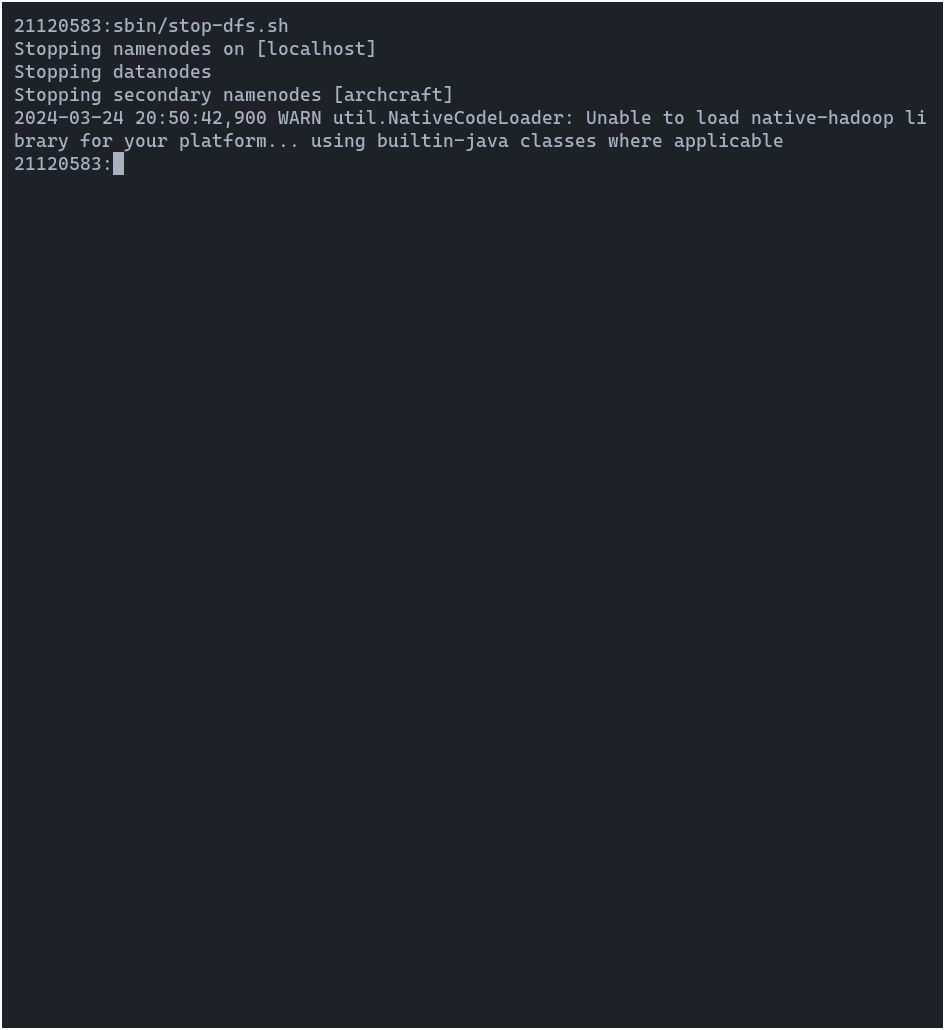 21120583:sbin/stop-dfs.sh
Stopping namenodes on [localhost]
Stopping datanodes
Stopping secondary namenodes [archcraft]
2024-03-24 20:50:42,900 WARN util.NativeCodeLoader: Unable to load native-hadoop li
brary for your platform... using builtin-java classes where applicable
21120583: